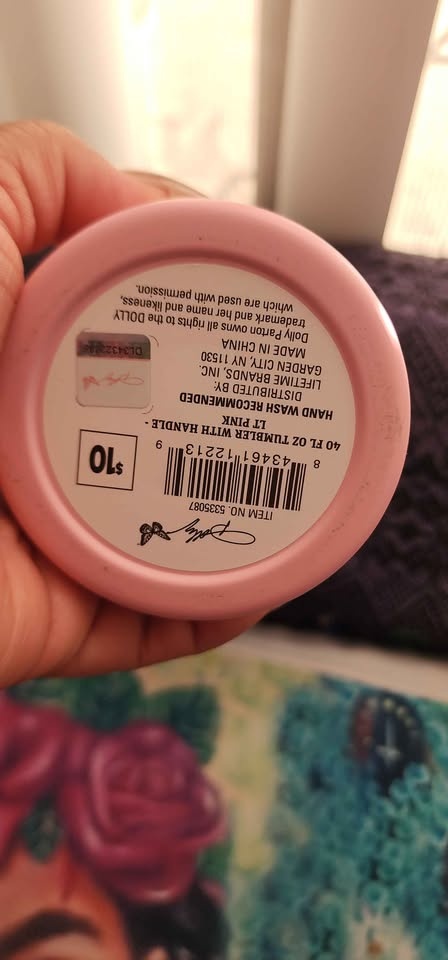 Dolly
ITEM NO. 5335087
8 43461 12213 9
$10
40 FL OZ TUMBLER WITH HANDLE -
LT PINK
HAND WASH RECOMMENDED
DISTRIBUTED BY:
LIFETIME BRANDS, INC.
GARDEN CITY, NY 11530
MADE IN CHINA
Dolly Parton owns all rights to the DOLLY
trademark and her name and likeness,
which are used with permission.